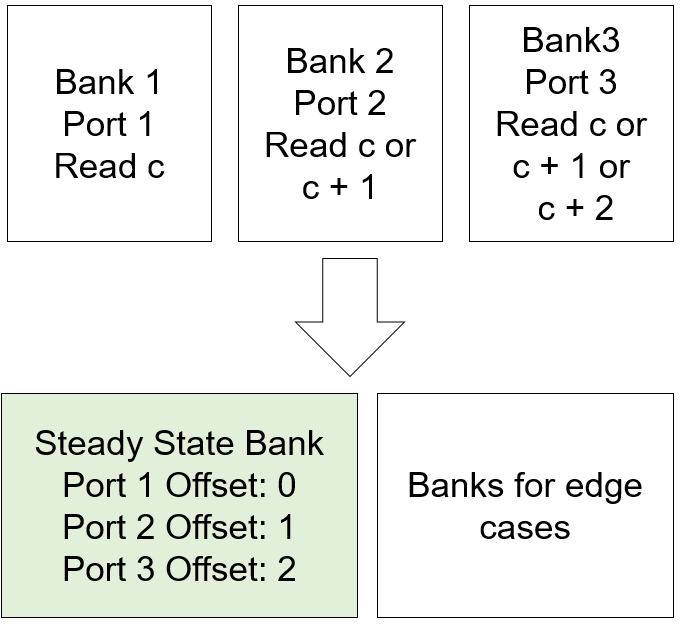 Bank 1
Port 1
Read c
Bank 2
Port 2
Read c or
c + 1
Bank3
Port 3
Read c or
c + 1 or
c + 2
Steady State Bank
Port 1 Offset: 0
Port 2 Offset: 1
Port 3 Offset: 2
Banks for edge
cases